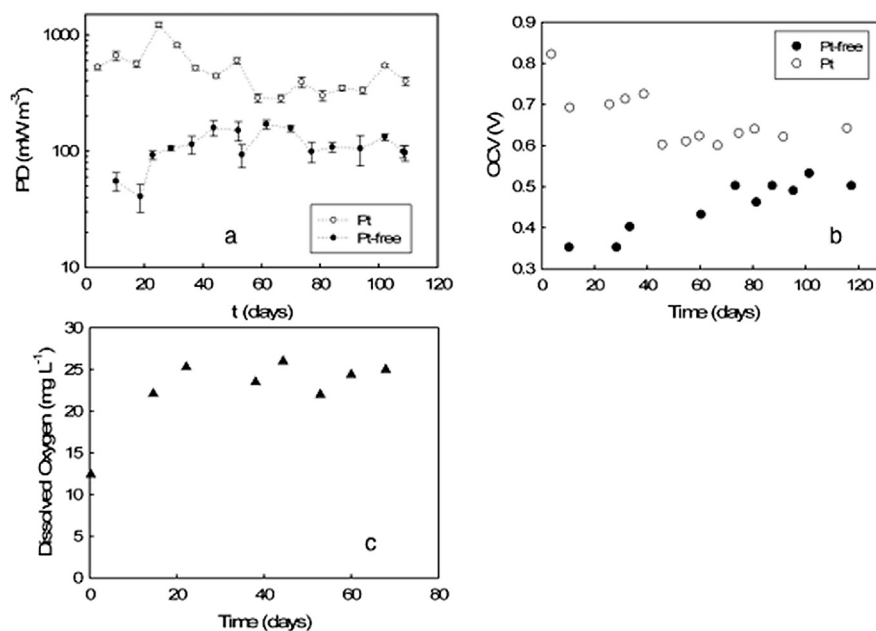 1000
100
10
PD (mW m⁻³)
Pt
Pt-free
a
0 20 40 60 80 100 120
t (days)
0.9
0.8
0.7
0.6
0.5
0.4
0.3
OCV (V)
Pt-free
Pt
b
0 20 40 60 80 100 120
Time (days)
30
25
20
15
10
5
0
Dissolved Oxygen (mg L⁻¹)
c
0 20 40 60 80
Time (days)